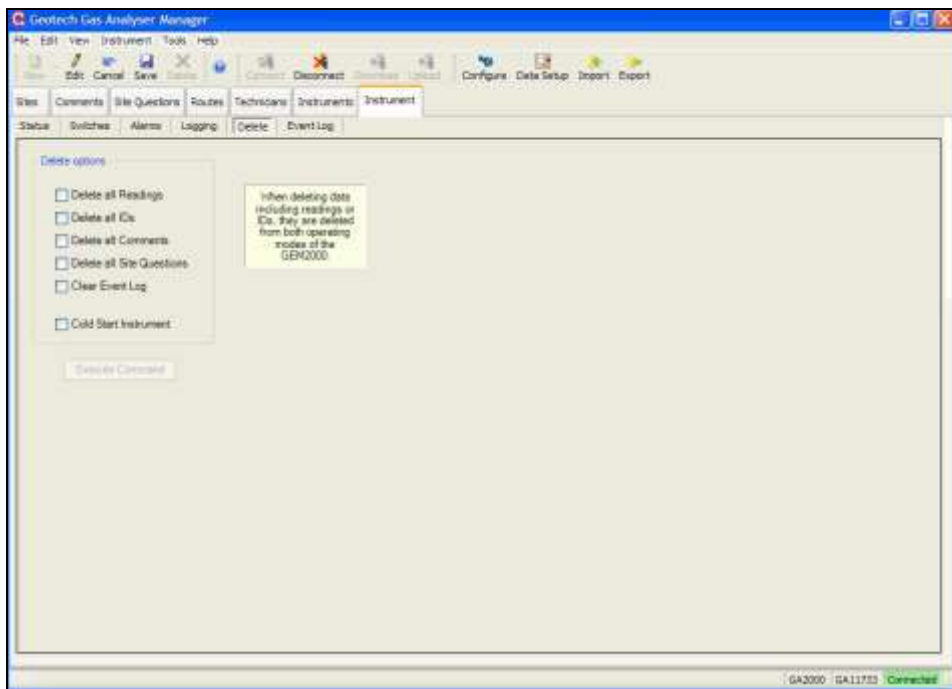 Geotech Gas Analyser Manager
File Edit View Instrument Tools Help
Edit Cancel Save Delete Connect Disconnect Download Upload Configure Data Setup Import Export
Sites Comments Site Questions Routes Technicians Instruments Instrument
Status Switches Alarms Logging Delete Event Log
Delete options
Delete all Readings
Delete all IDs
Delete all Comments
Delete all Site Questions
Clear Event Log
Cold Start Instrument
Execute Command
When deleting data
including readings or
IDs, they are deleted
from both operating
modes of the
GEM2000
GA2000 GA11733 Connected